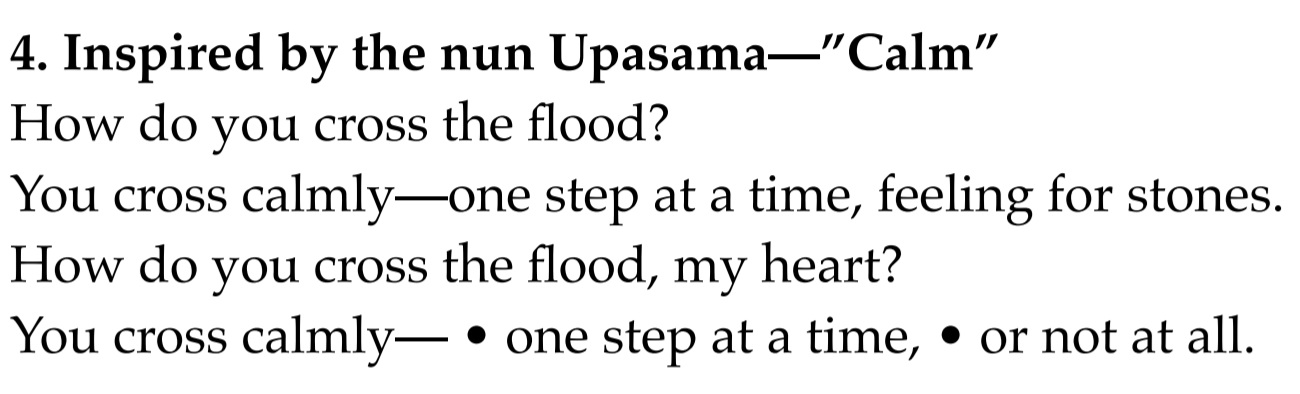 4. Inspired by the nun Upasama—”Calm”
How do you cross the flood?
You cross calmly—one step at a time, feeling for stones.
How do you cross the flood, my heart?
You cross calmly— • one step at a time, • or not at all.